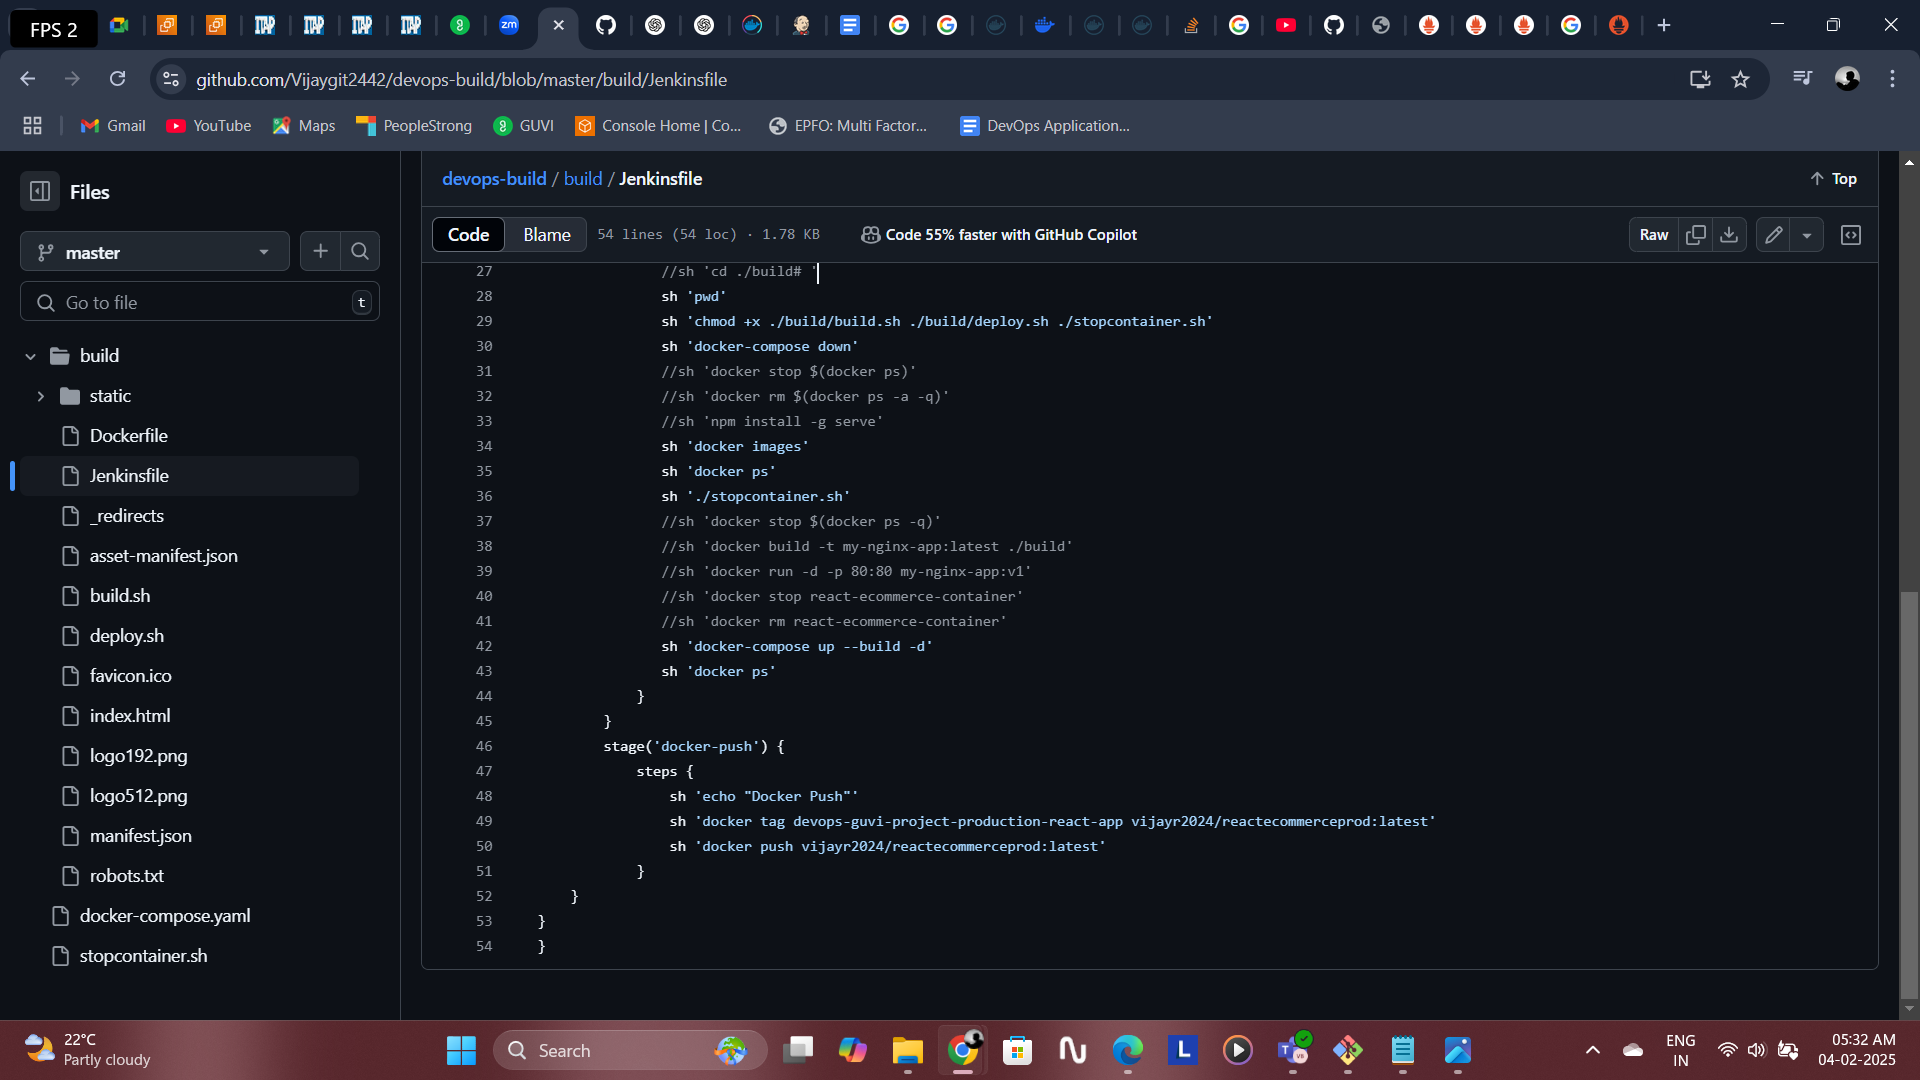 FPS 2
github.com/Vijaygit2442/devops-build/blob/master/build/Jenkinsfile
Gmail YouTube Maps PeopleStrong GUVI Console Home | Co... EPFO: Multi Factor... DevOps Application...
Files
master
Go to file t
build
static
Dockerfile
Jenkinsfile
_redirects
asset-manifest.json
build.sh
deploy.sh
favicon.ico
index.html
logo192.png
logo512.png
manifest.json
robots.txt
docker-compose.yaml
stopcontainer.sh
devops-build / build / Jenkinsfile
Top
Code Blame 54 lines (54 loc) · 1.78 KB Code 55% faster with GitHub Copilot Raw
27 //sh 'cd ./build# '
28 sh 'pwd'
29 sh 'chmod +x ./build/build.sh ./build/deploy.sh ./stopcontainer.sh'
30 sh 'docker-compose down'
31 //sh 'docker stop $(docker ps)'
32 //sh 'docker rm $(docker ps -a -q)'
33 //sh 'npm install -g serve'
34 sh 'docker images'
35 sh 'docker ps'
36 sh './stopcontainer.sh'
37 //sh 'docker stop $(docker ps -q)'
38 //sh 'docker build -t my-nginx-app:latest ./build'
39 //sh 'docker run -d -p 80:80 my-nginx-app:v1'
40 //sh 'docker stop react-ecommerce-container'
41 //sh 'docker rm react-ecommerce-container'
42 sh 'docker-compose up --build -d'
43 sh 'docker ps'
44 }
45 }
46 stage('docker-push') {
47 steps {
48 sh 'echo "Docker Push"'
49 sh 'docker tag devops-guvi-project-production-react-app vijayr2024/reactecommerceprod:latest'
50 sh 'docker push vijayr2024/reactecommerceprod:latest'
51 }
52 }
53 }
54 }
22°C
Partly cloudy
Search
ENG
IN
05:32 AM
04-02-2025